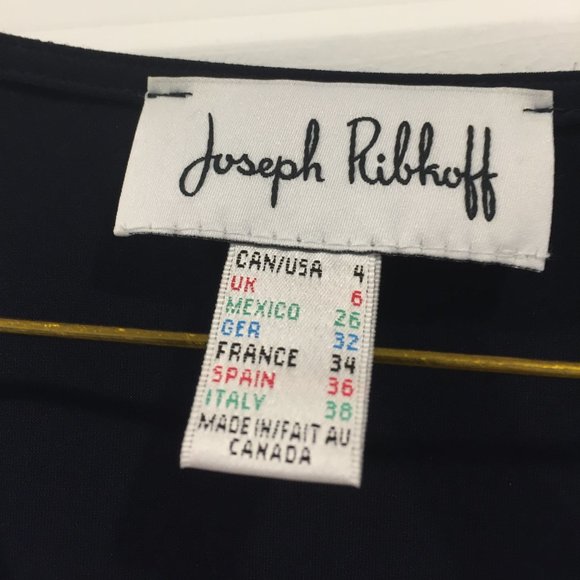 Joseph Ribkoff
CAN/USA 4
UK 6
MEXICO 26
GER 32
FRANCE 34
SPAIN 36
ITALY 38
MADE IN/FAIT AU
CANADA